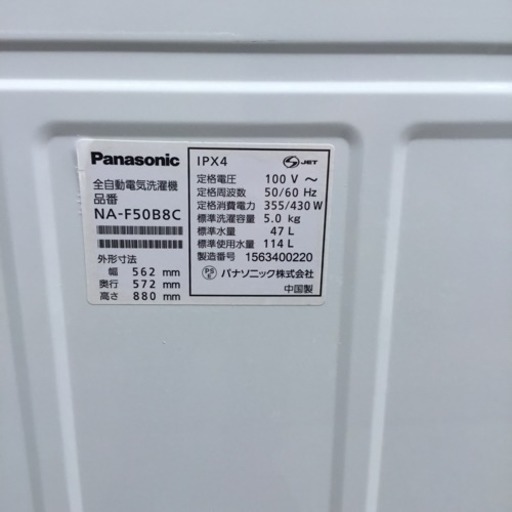 Panasonic
全自動電気洗濯機
品番
NA-F50B8C
外形寸法
幅 562 mm
奥行 572 mm
高さ 880 mm
IPX4
S JET
定格電圧 100 V ～
定格周波数 50/60 Hz
定格消費電力 355/430 W
標準洗濯容量 5.0 kg
標準水量 47 L
標準使用水量 114 L
製造番号 1563400220
PS E パナソニック株式会社
中国製